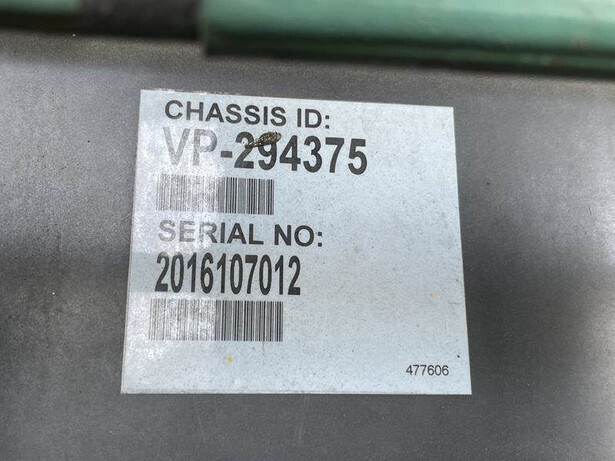 CHASSIS ID:
VP-294375
SERIAL NO:
2016107012
477606